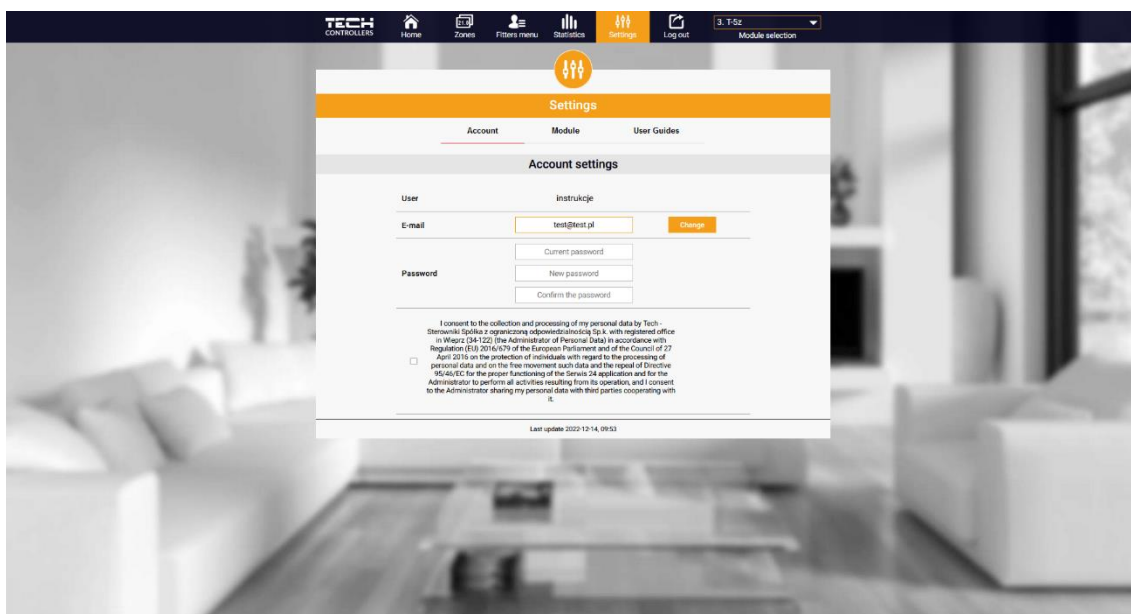 TECH
CONTROLLERS
Home
21.8
Zones
Fitters menu
Statistics
Settings
Log out
3. T-5z
Module selection
Settings
Account
Module
User Guides
Account settings
User
instrukcje
E-mail
test@test.pl
Change
Password
Current password
New password
Confirm the password
I consent to the collection and processing of my personal data by Tech -
Sterowniki Spółka z ograniczoną odpowiedzialnością Sp.k. with registered office
in Wieprz (34-122) (the Administrator of Personal Data) in accordance with
Regulation (EU) 2016/679 of the European Parliament and of the Council of 27
April 2016 on the protection of individuals with regard to the processing of
personal data and on the free movement such data and the repeal of Directive
95/46/EC for the proper functioning of the Serwis 24 application and for the
Administrator to perform all activities resulting from its operation, and I consent
to the Administrator sharing my personal data with third parties cooperating with
it.
Last update 2022-12-14, 09:53